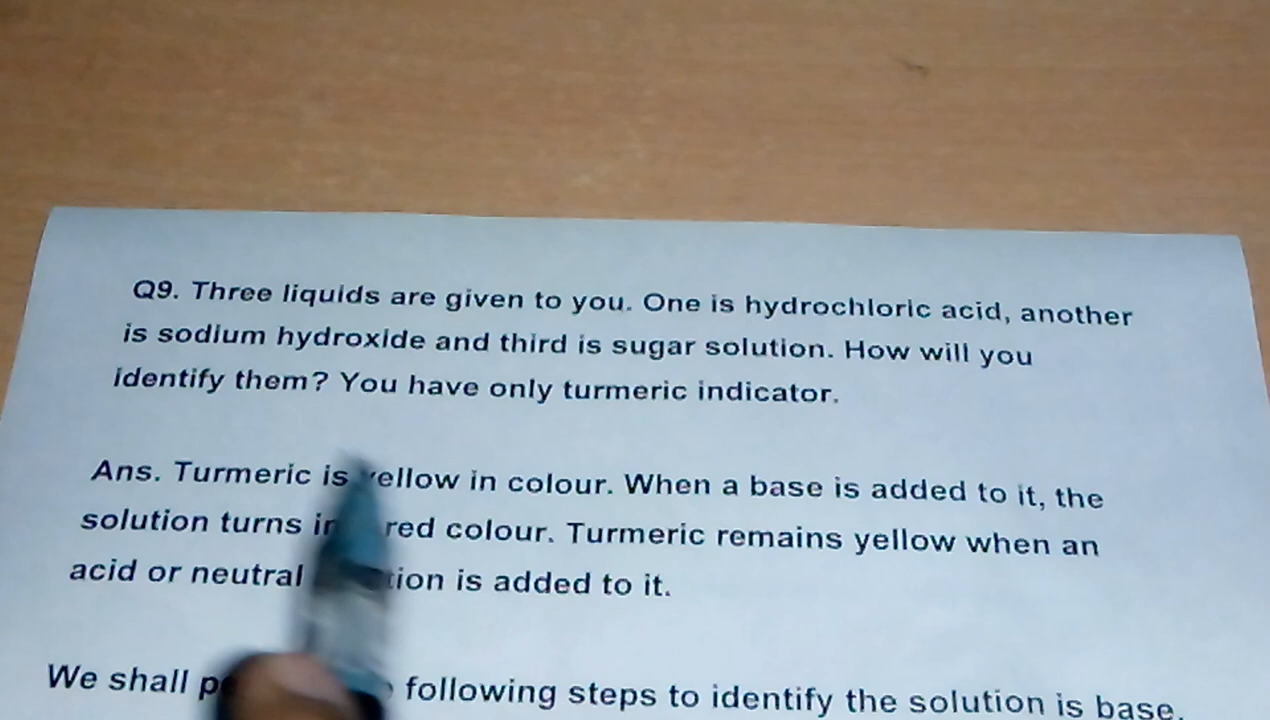 Q9. Three liquids are given to you. One is hydrochloric acid, another
is sodium hydroxide and third is sugar solution. How will you
identify them? You have only turmeric indicator.
Ans. Turmeric is yellow in colour. When a base is added to it, the
solution turns in red colour. Turmeric remains yellow when an
acid or neutral is added to it.
We shall following steps to identify the solution is base.